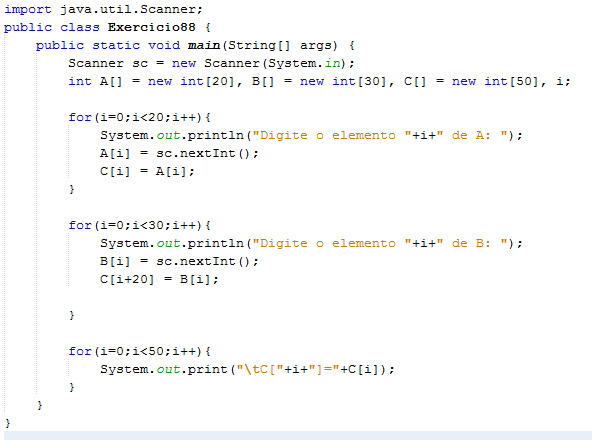 import java.util.Scanner;
public class Exercicio88 {
public static void main(String[] args) {
Scanner sc = new Scanner(System.in);
int A[] = new int[20], B[] = new int[30], C[] = new int[50], i;
for(i=0;i<20;i++){
System.out.println("Digite o elemento "+i+" de A: ");
A[i] = sc.nextInt();
C[i] = A[i];
}
for(i=0;i<30;i++){
System.out.println("Digite o elemento "+i+" de B: ");
B[i] = sc.nextInt();
C[i+20] = B[i];
}
for(i=0;i<50;i++){
System.out.print("\tC["+i+"]="+C[i]);
}
}
}